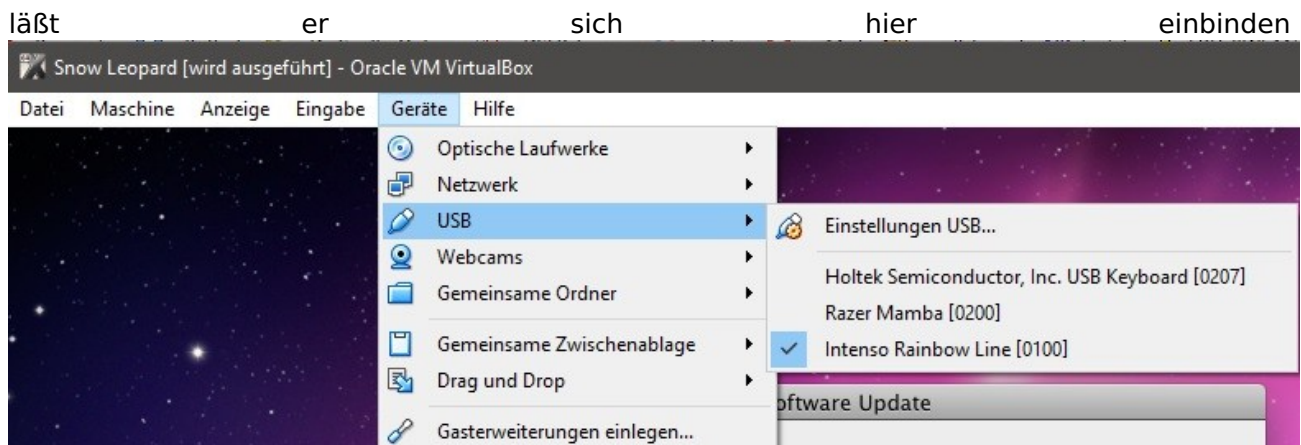 läßt er sich hier einbinden
Snow Leopard [wird ausgeführt] - Oracle VM VirtualBox
Datei Maschine Anzeige Eingabe Geräte Hilfe
Optische Laufwerke
Netzwerk
USB
Einstellungen USB...
Webcams
Holtek Semiconductor, Inc. USB Keyboard [0207]
Gemeinsame Ordner
Razer Mamba [0200]
Gemeinsame Zwischenablage
Intenso Rainbow Line [0100]
Drag und Drop
oftware Update
Gasterweiterungen einlegen...